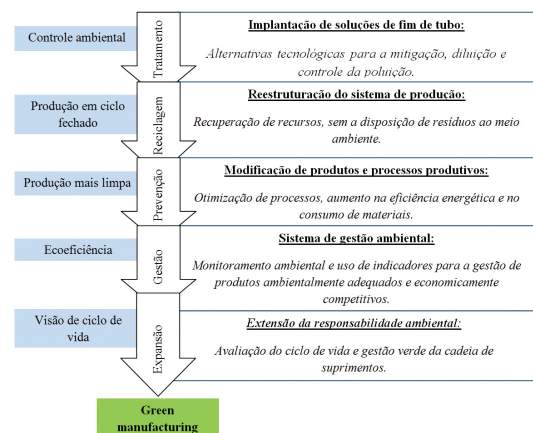 Controle ambiental
Tratamento
Implantação de soluções de fim de tubo:
Alternativas tecnológicas para a mitigação, diluição e
controle da poluição.
Produção em ciclo
fechado
Reciclagem
Reestruturação do sistema de produção:
Recuperação de recursos, sem a disposição de resíduos ao meio
ambiente.
Produção mais limpa
Prevenção
Modificação de produtos e processos produtivos:
Otimização de processos, aumento na eficiência energética e no
consumo de materiais.
Ecoeficiência
Gestão
Sistema de gestão ambiental:
Monitoramento ambiental e uso de indicadores para a gestão de
produtos ambientalmente adequados e economicamente
competitivos.
Visão de ciclo de
vida
Expansão
Extensão da responsabilidade ambiental:
Avaliação do ciclo de vida e gestão verde da cadeia de
suprimentos.
Green
manufacturing